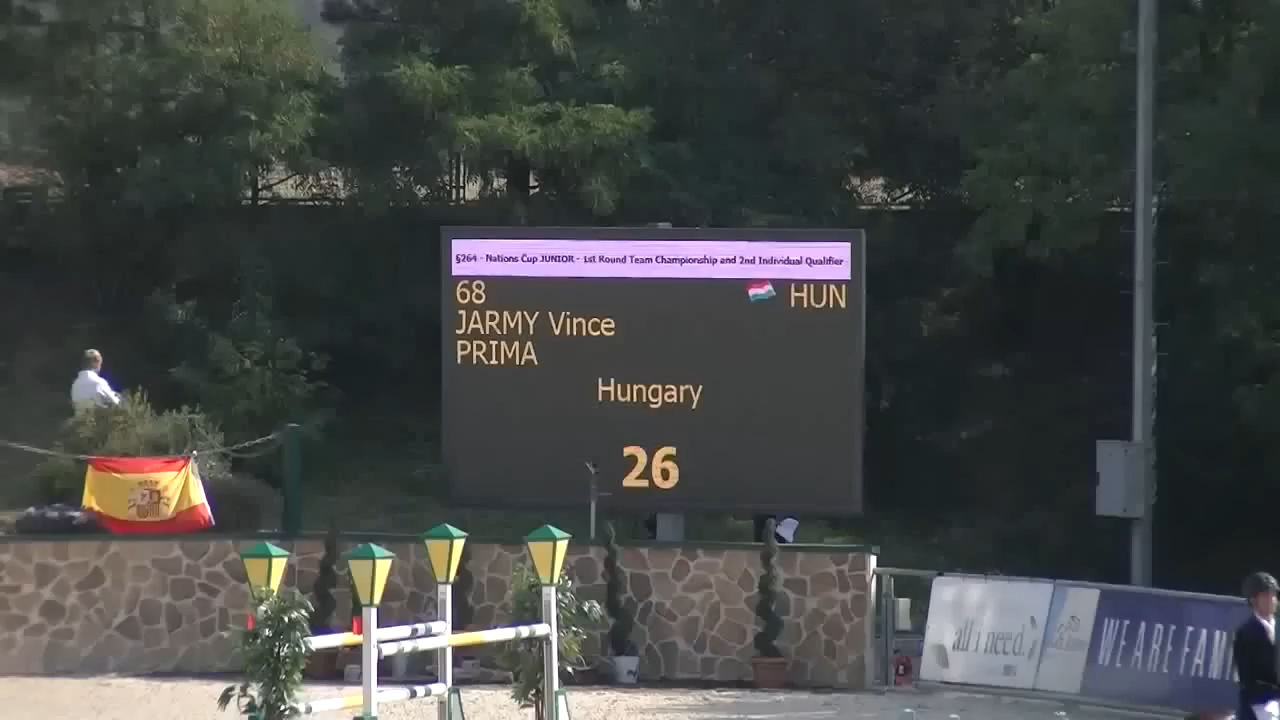 §264 - Nations Cup JUNIOR - 1st Round Team Championship and 2nd Individual Qualifier
68 HUN
JARMY Vince
PRIMA
Hungary
26
all i need.
WE ARE FAMI